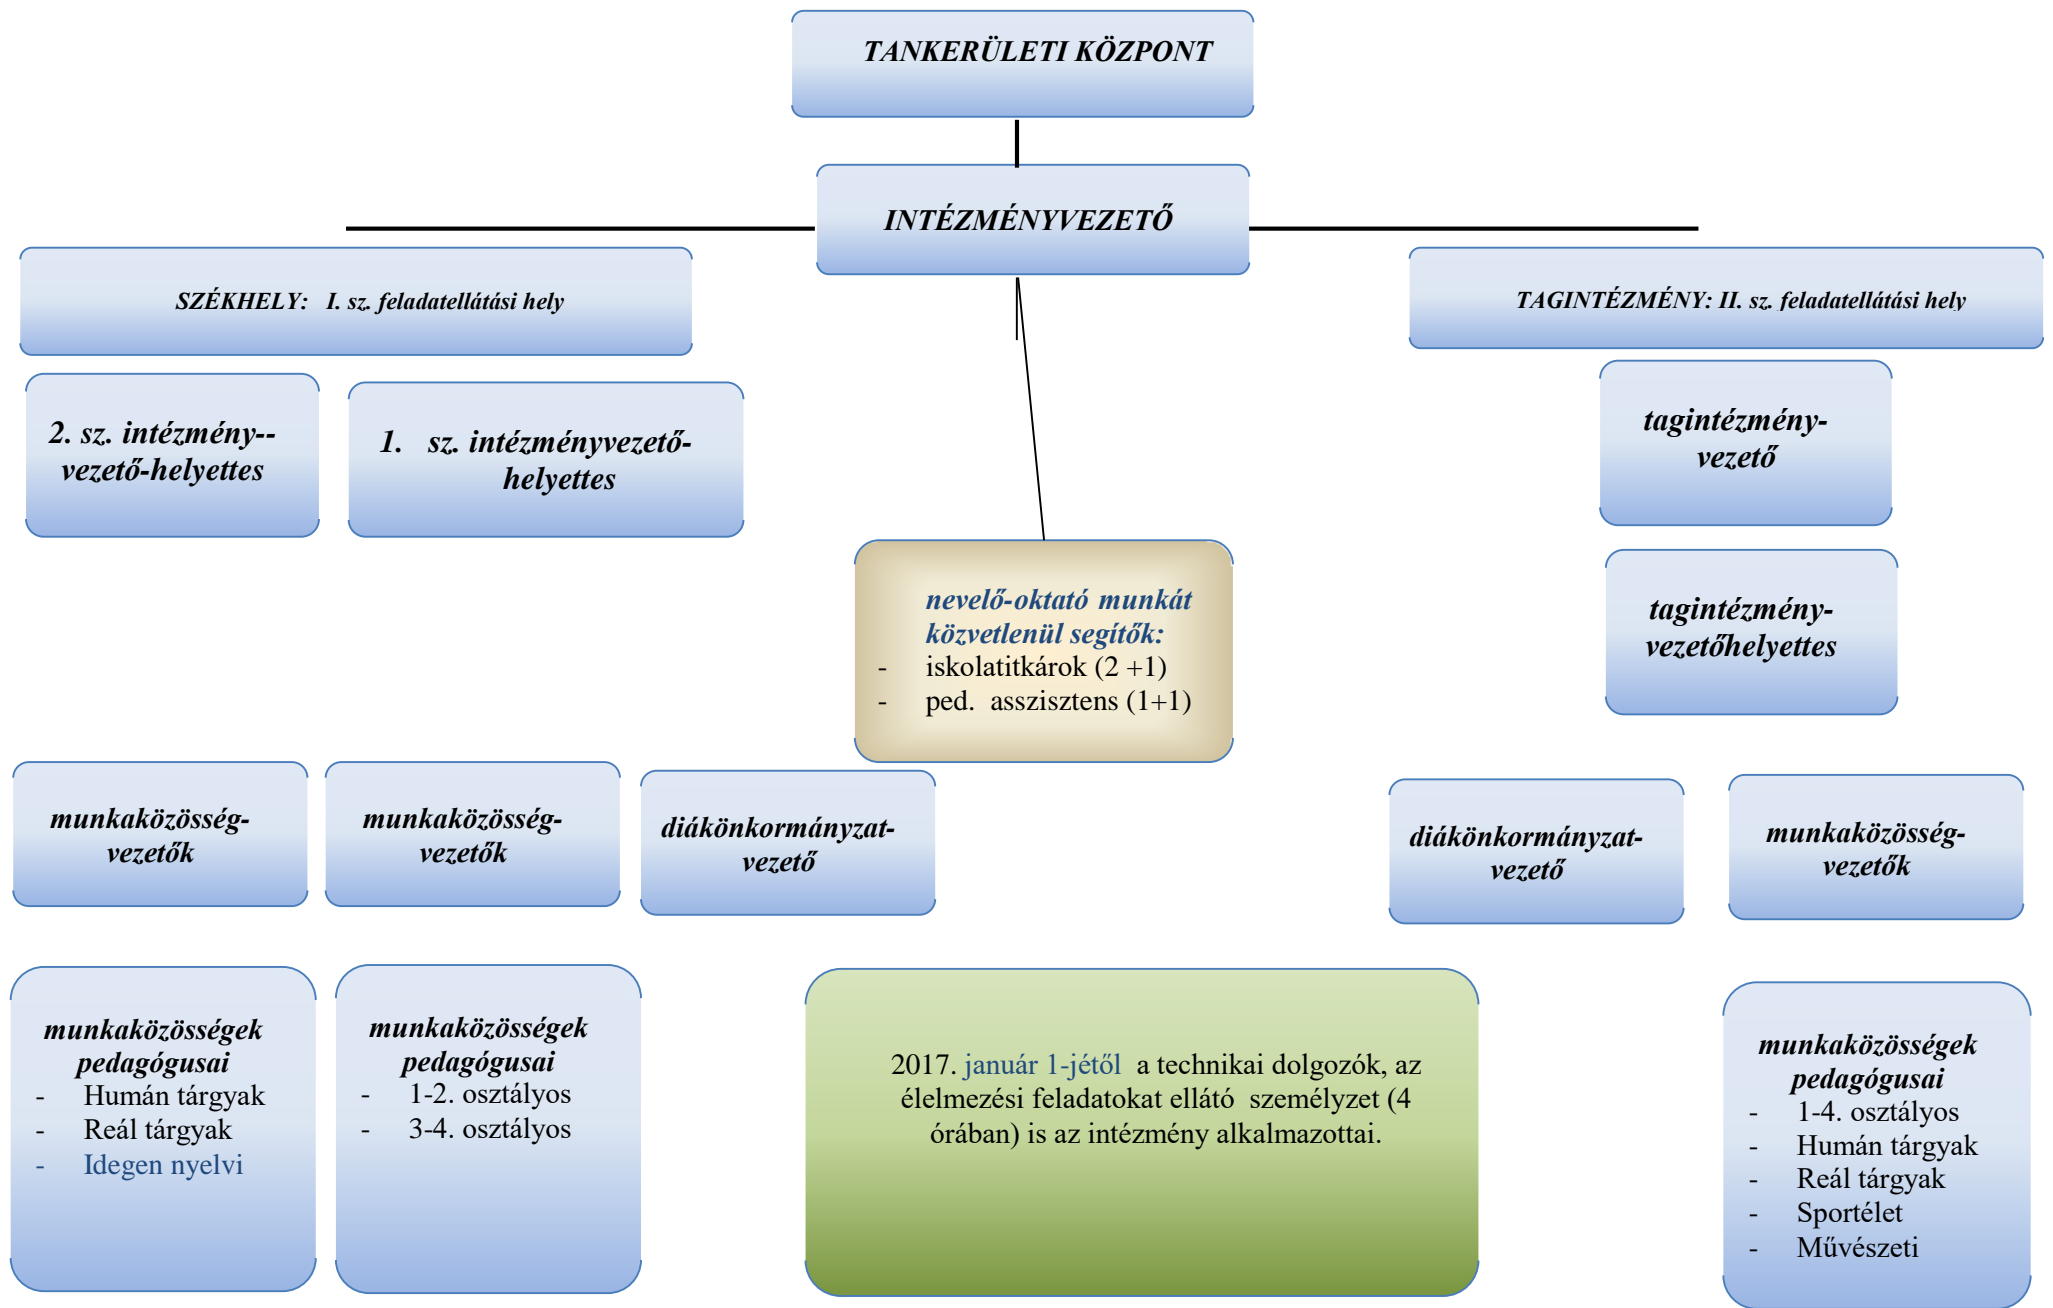 TANKERÜLETI KÖZPONT
INTÉZMÉNYVEZETŐ
SZÉKHELY: I. sz. feladatellátási hely
TAGINTÉZMÉNY: II. sz. feladatellátási hely
2. sz. intézmény--
vezető-helyettes
1. sz. intézményvezető-
helyettes
tagintézmény-
vezető
nevelő-oktató munkát
közvetlenül segítők:
- iskolatitkárok (2 +1)
- ped. asszisztens (1+1)
tagintézmény-
vezetőhelyettes
munkaközösség-
vezetők
munkaközösség-
vezetők
diákönkormányzat-
vezető
diákönkormányzat-
vezető
munkaközösség-
vezetők
munkaközösségek
pedagógusai
- Humán tárgyak
- Reál tárgyak
- Idegen nyelvi
munkaközösségek
pedagógusai
- 1-2. osztályos
- 3-4. osztályos
2017. január 1-jétől a technikai dolgozók, az
élelmezési feladatokat ellátó személyzet (4
órában) is az intézmény alkalmazottai.
munkaközösségek
pedagógusai
- 1-4. osztályos
- Humán tárgyak
- Reál tárgyak
- Sportélet
- Művészeti